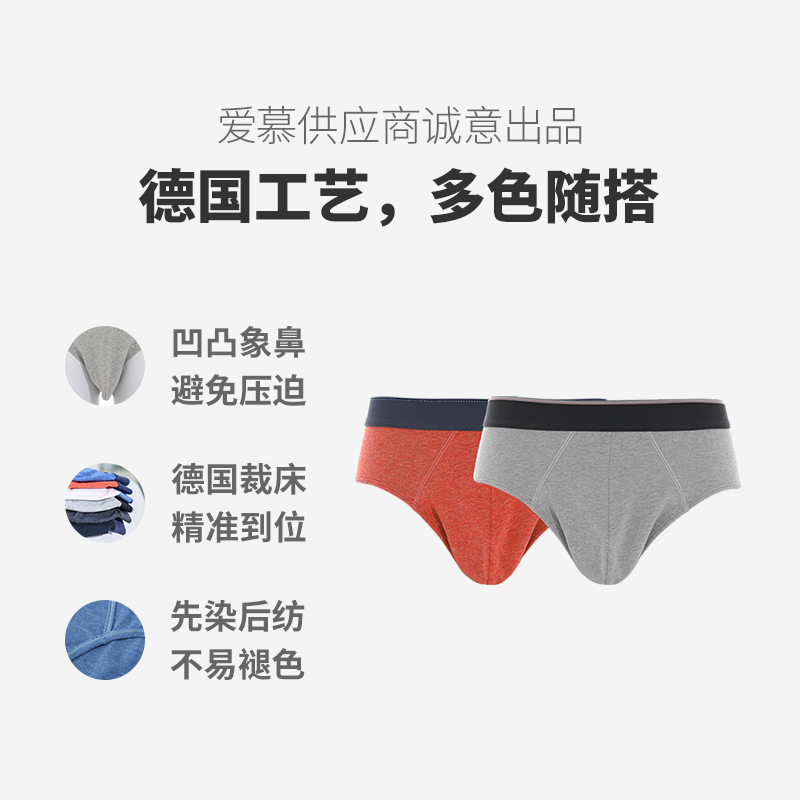 爱慕供应商诚意出品
德国工艺，多色随搭
凹凸象鼻
避免压迫
德国裁床
精准到位
先染后纺
不易褪色